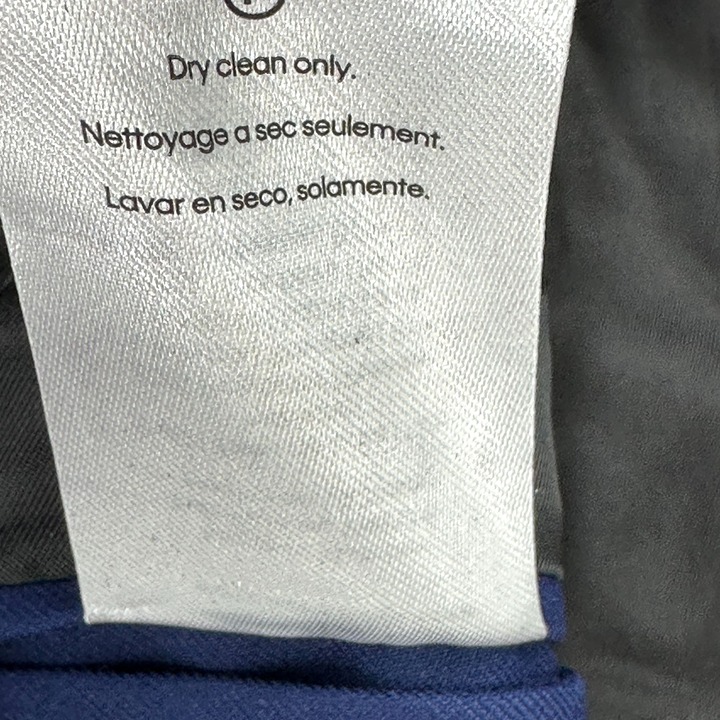 Dry clean only.
Nettoyage a sec seulement.
Lavar en seco, solamente.